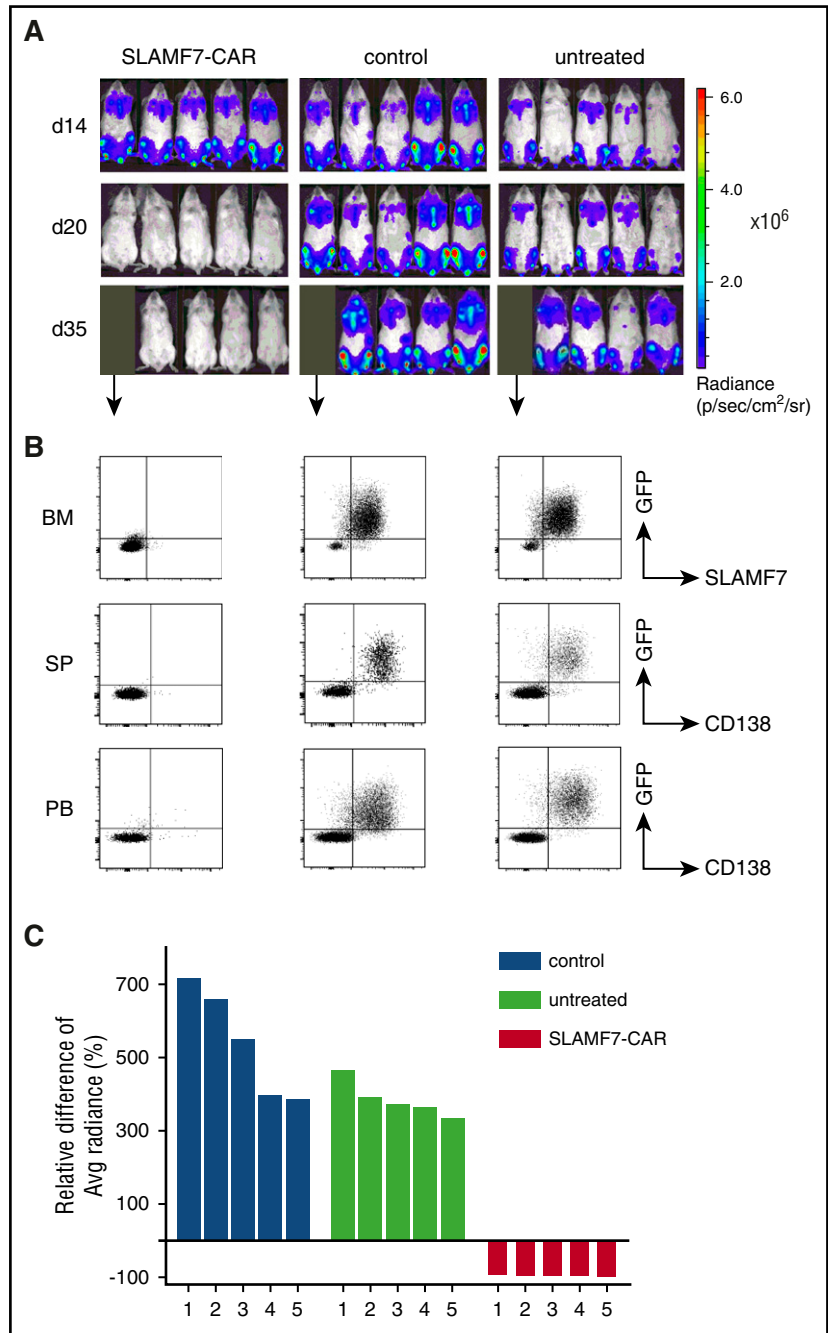 A
SLAMF7-CAR control untreated
d14
d20
d35
6.0
4.0
x10⁶
2.0
Radiance
(p/sec/cm²/sr)
B
BM
GFP
SLAMF7
SP
GFP
CD138
PB
GFP
CD138
C
Relative difference of
Avg radiance (%)
700
500
300
100
-100
control
untreated
SLAMF7-CAR
1 2 3 4 5 1 2 3 4 5 1 2 3 4 5